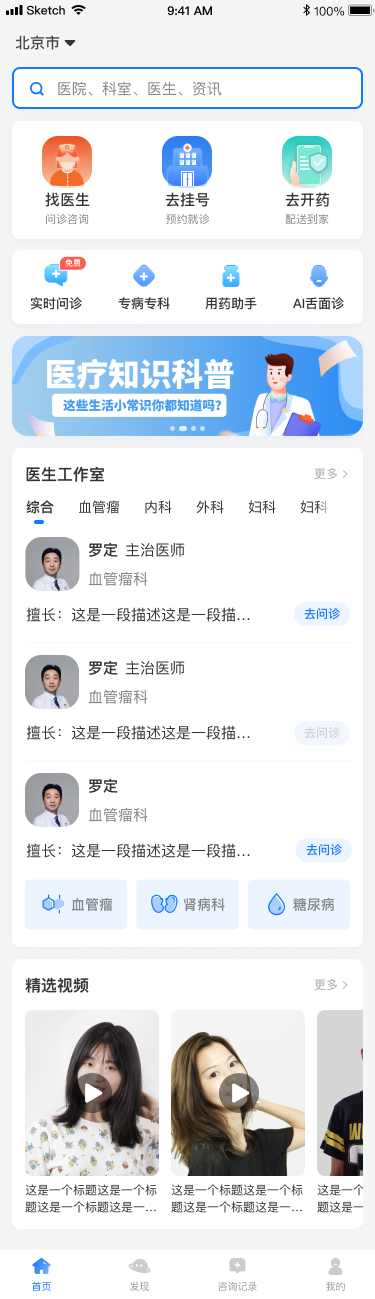 Sketch 9:41 AM 100%
北京市
医院、科室、医生、资讯
找医生 去挂号 去开药
问诊咨询 预约就诊 配送到家
免费
实时问诊 专病专科 用药助手 AI舌面诊
医疗知识科普
这些生活小常识你都知道吗?
医生工作室 更多
综合 血管瘤 内科 外科 妇科 妇科
罗定 主治医师
血管瘤科
擅长：这是一段描述这是一段描... 去问诊
罗定 主治医师
血管瘤科
擅长：这是一段描述这是一段描... 去问诊
罗定
血管瘤科
擅长：这是一段描述这是一段描... 去问诊
血管瘤 肾病科 糖尿病
精选视频 更多
这是一个标题这是一个标 这是一个标题这是一个标 这是一个
题这是一个标题这是一... 题这是一个标题这是一... 题这是一
首页 发现 咨询记录 我的